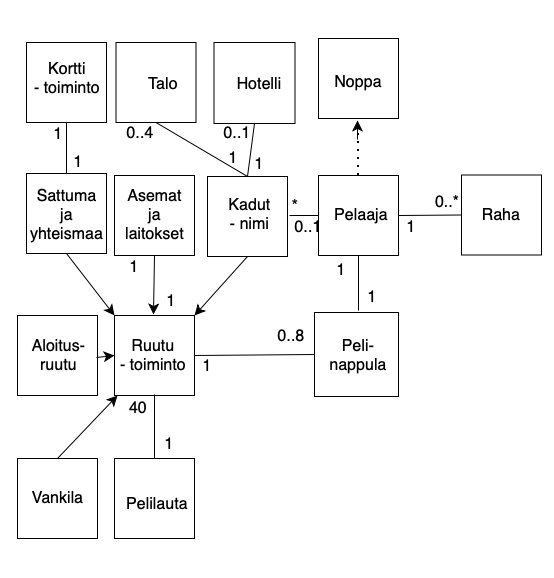 Kortti
- toiminto
Talo
Hotelli
Noppa
1
0..4
0..1
1
1
1
Sattuma
ja
yhteismaa
Asemat
ja
laitokset
Kadut
- nimi
*
0..1
Pelaaja
1
0..*
Raha
1
1
1
1
Aloitus-
ruutu
Ruutu
- toiminto
1
0..8
Peli-
nappula
40
1
Vankila
Pelilauta